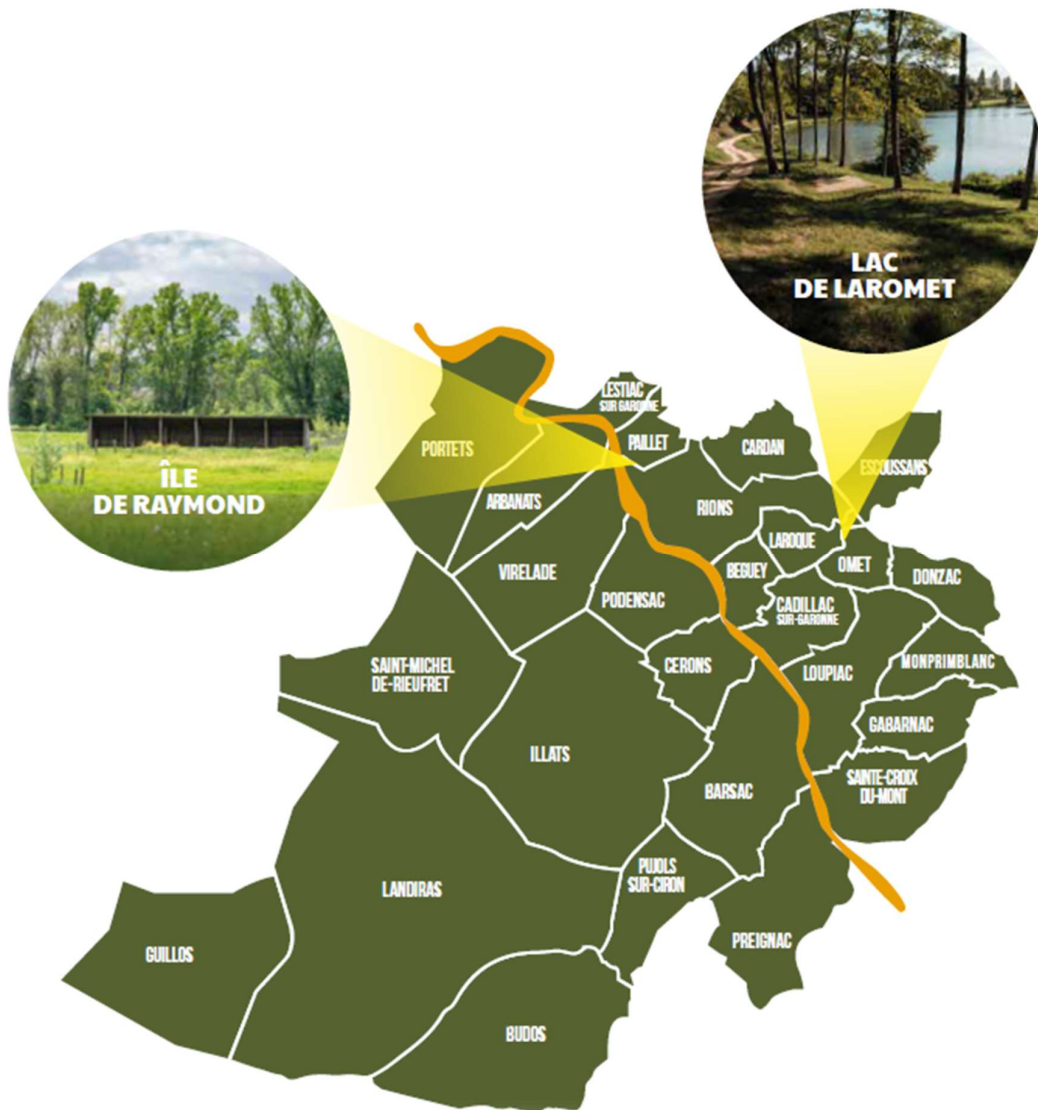 LAC
DE LAROMET
ÎLE
DE RAYMOND
LESTIAC
SUR GARONNE
PAILLET
CARDAN
ESCOUSSANS
PORTETS
ARBANATS
RIONS
LAROQUE
OMET
DONZAC
VIRELADE
BEGUEY
PODENSAC
CADILLAC
SUR-GARONNE
SAINT-MICHEL
DE-RIEUFRET
CERONS
LOUPIAC
MONPRIMBLANC
GABARNAC
ILLATS
BARSAC
SAINTE-CROIX
DU-MONT
PUJOLS
SUR-CIRON
LANDIRAS
PREIGNAC
GUILLOS
BUDOS